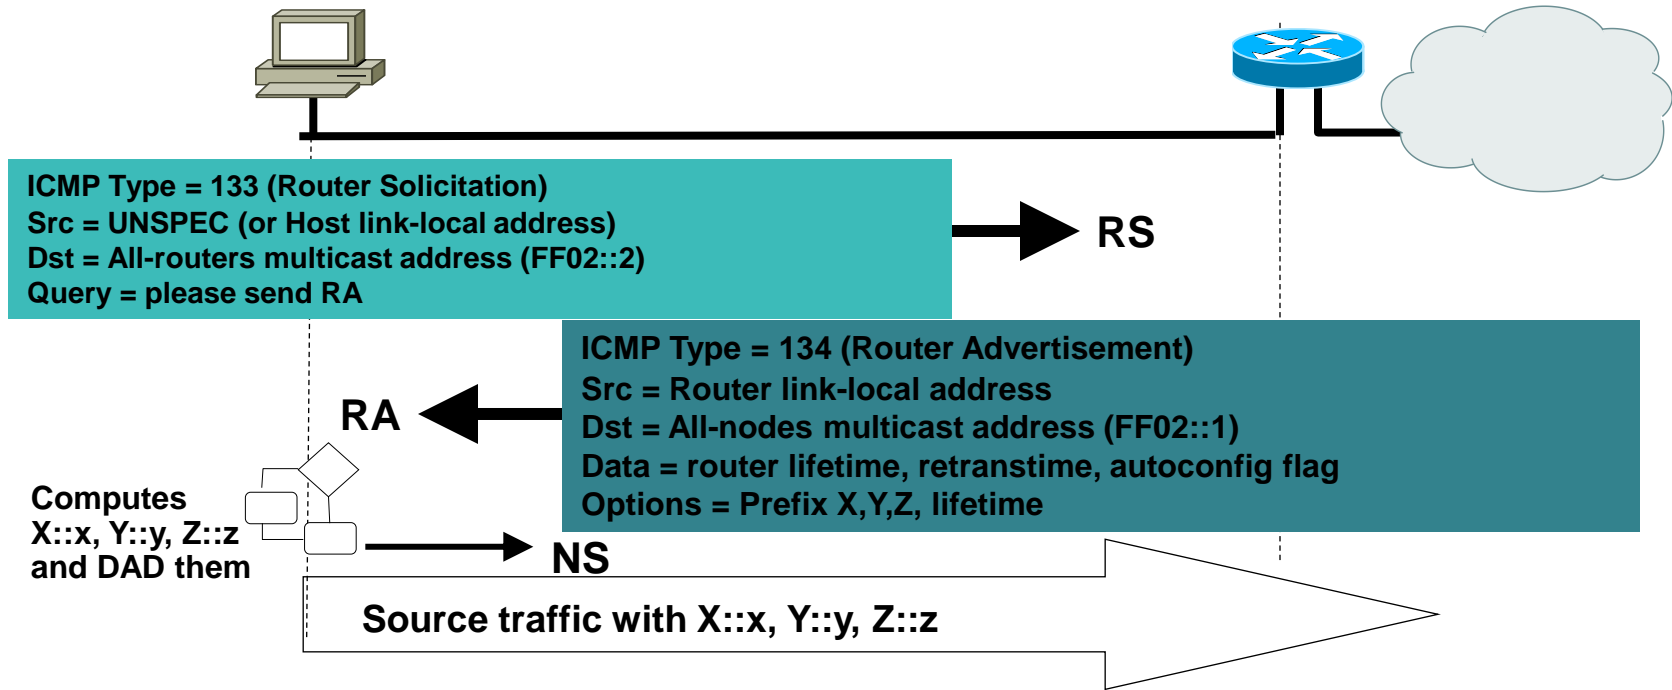 ICMP Type = 133 (Router Solicitation)
Src = UNSPEC (or Host link-local address)
Dst = All-routers multicast address (FF02::2)
Query = please send RA
RS
ICMP Type = 134 (Router Advertisement)
Src = Router link-local address
Dst = All-nodes multicast address (FF02::1)
Data = router lifetime, retranstime, autoconfig flag
Options = Prefix X,Y,Z, lifetime
RA
Computes
X::x, Y::y, Z::z
and DAD them
NS
Source traffic with X::x, Y::y, Z::z